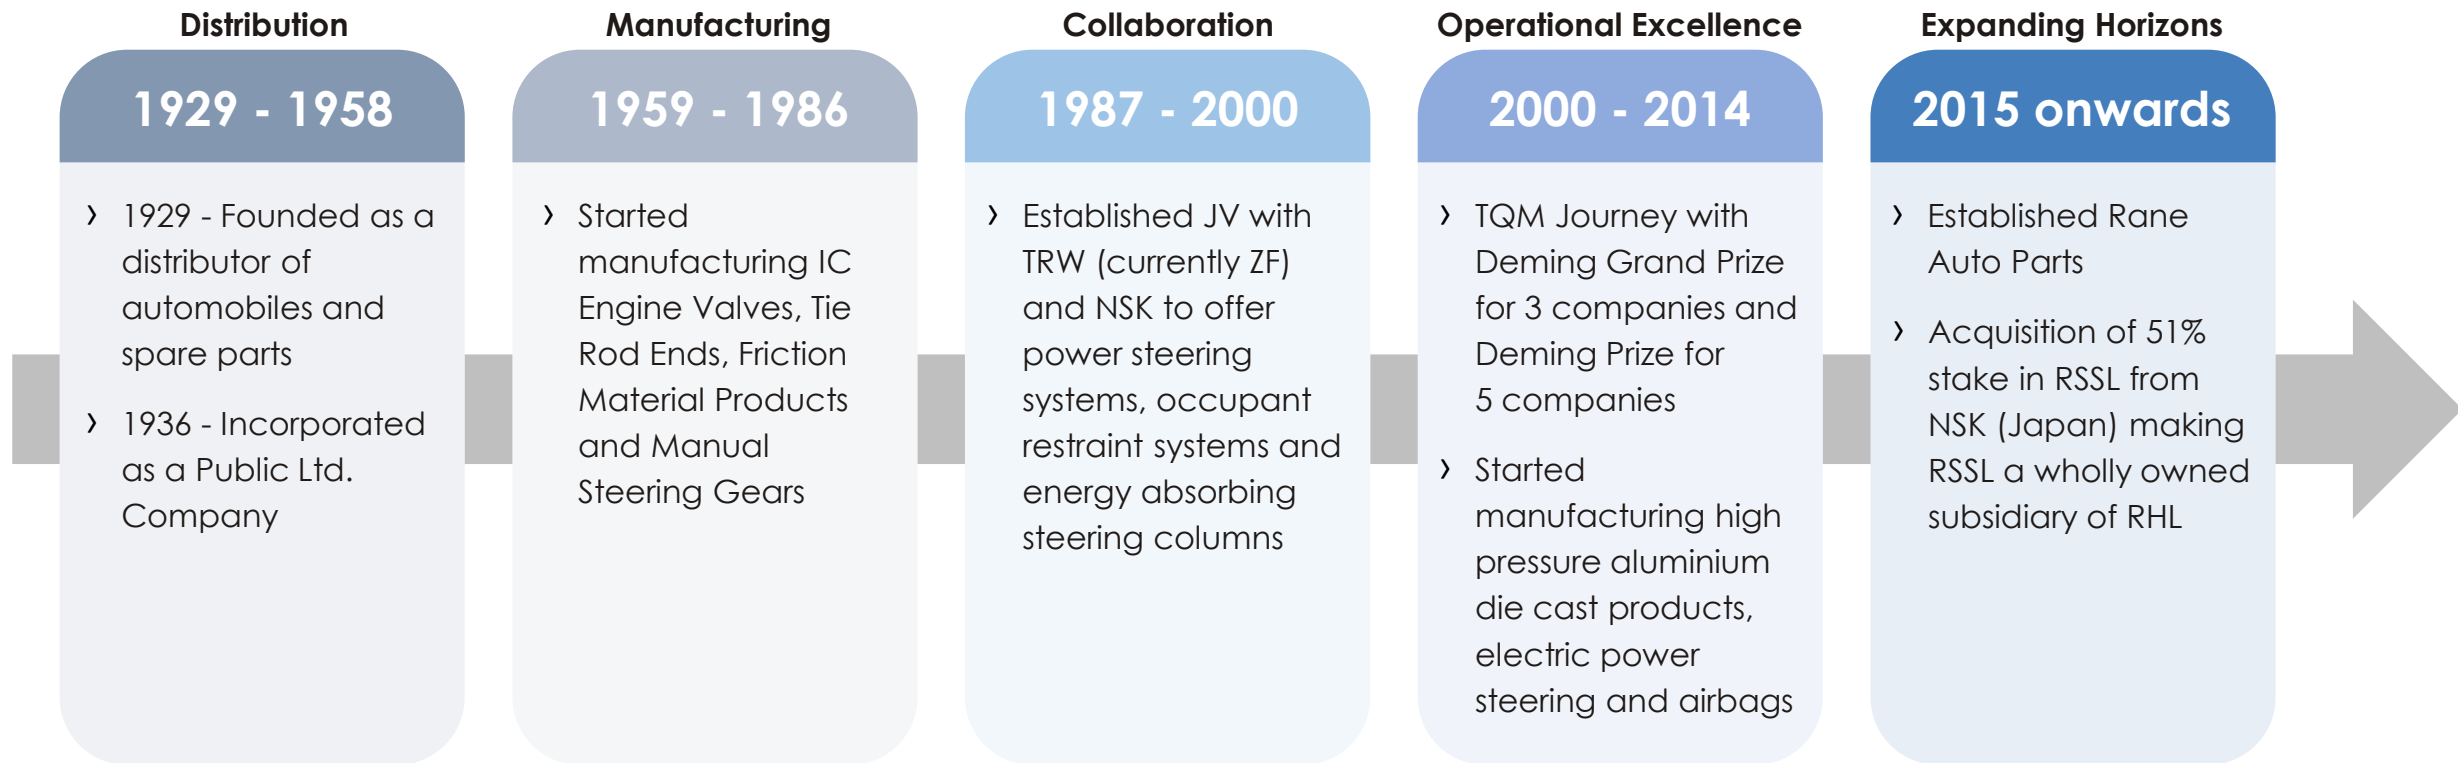 Distribution
1929 - 1958
› 1929 - Founded as a
distributor of
automobiles and
spare parts
› 1936 - Incorporated
as a Public Ltd.
Company
Manufacturing
1959 - 1986
› Started
manufacturing IC
Engine Valves, Tie
Rod Ends, Friction
Material Products
and Manual
Steering Gears
Collaboration
1987 - 2000
› Established JV with
TRW (currently ZF)
and NSK to offer
power steering
systems, occupant
restraint systems and
energy absorbing
steering columns
Operational Excellence
2000 - 2014
› TQM Journey with
Deming Grand Prize
for 3 companies and
Deming Prize for
5 companies
› Started
manufacturing high
pressure aluminium
die cast products,
electric power
steering and airbags
Expanding Horizons
2015 onwards
› Established Rane
Auto Parts
› Acquisition of 51%
stake in RSSL from
NSK (Japan) making
RSSL a wholly owned
subsidiary of RHL